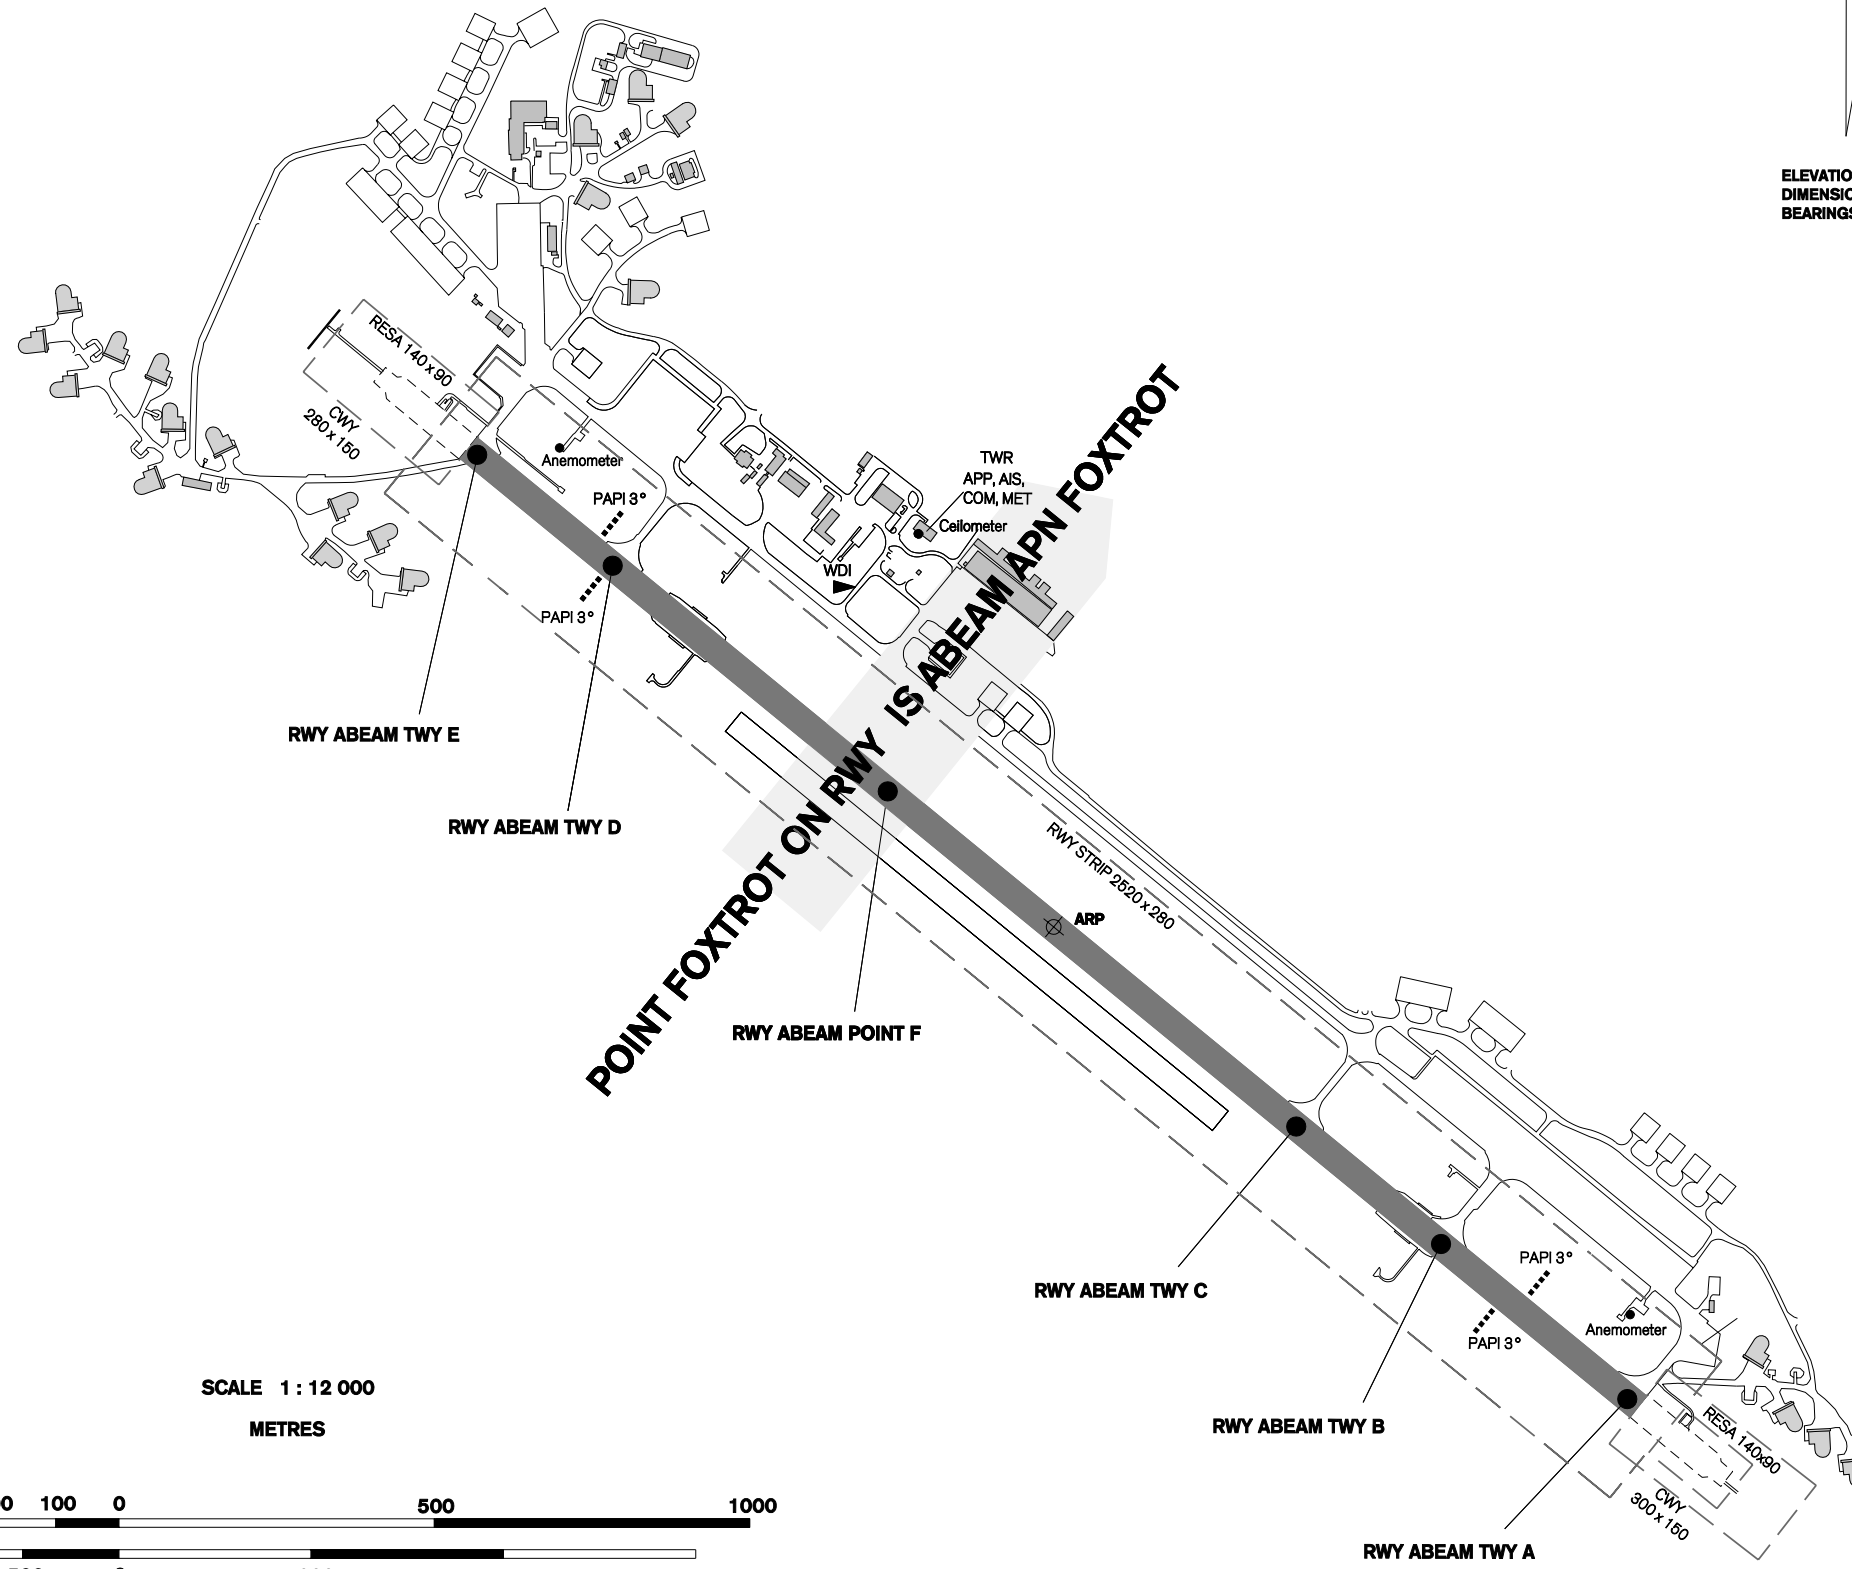 ELEVATIO
DIMENSIO
BEARINGS
RESA 140 x 90
CWY
280 x 150
Anemometer
PAPI 3°
PAPI 3°
TWR
APP, AIS,
COM, MET
Ceilometer
WDI
POINT FOXTROT ON RWY IS ABEAM APN FOXTROT
RWY ABEAM TWY E
RWY ABEAM TWY D
RWY STRIP 2520 x 280
ARP
RWY ABEAM POINT F
RWY ABEAM TWY C
PAPI 3°
PAPI 3°
Anemometer
RWY ABEAM TWY B
RESA 140x90
CWY
300 x 150
RWY ABEAM TWY A
SCALE 1 : 12 000
METRES
100 0 500 1000